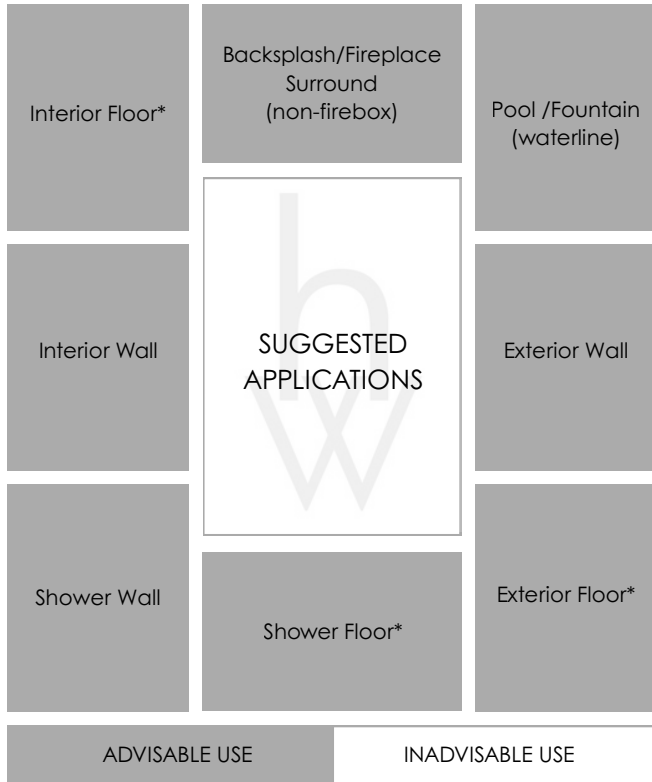 Interior Floor*
Backsplash/Fireplace
Surround
(non-firebox)
Pool /Fountain
(waterline)
Interior Wall
hw
SUGGESTED
APPLICATIONS
Exterior Wall
Shower Wall
Shower Floor*
Exterior Floor*
ADVISABLE USE
INADVISABLE USE